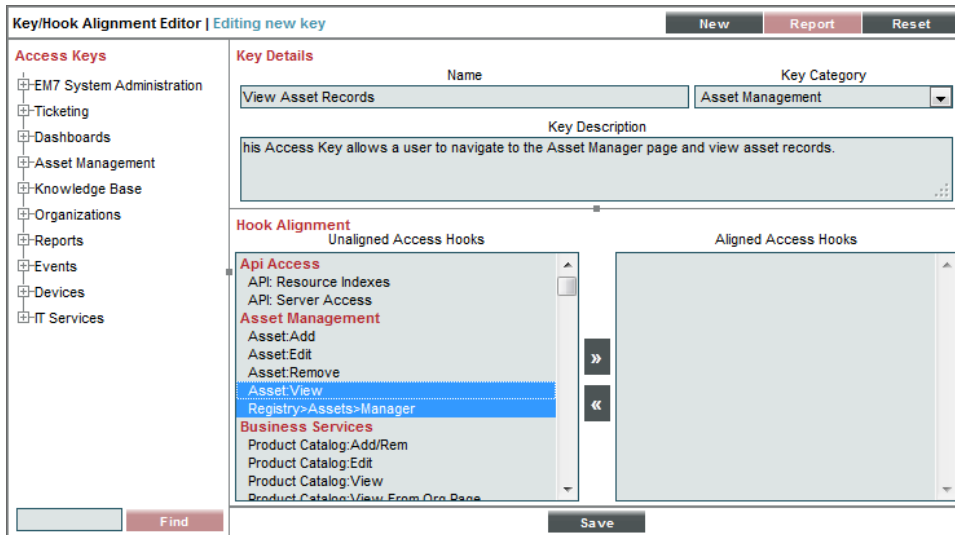 Key/Hook Alignment Editor | Editing new key
New
Report
Reset
Access Keys
EM7 System Administration
Ticketing
Dashboards
Asset Management
Knowledge Base
Organizations
Reports
Events
Devices
IT Services
Find
Key Details
Name
Key Category
View Asset Records
Asset Management
Key Description
his Access Key allows a user to navigate to the Asset Manager page and view asset records.
Hook Alignment
Unaligned Access Hooks
Aligned Access Hooks
Api Access
API: Resource Indexes
API: Server Access
Asset Management
Asset:Add
Asset:Edit
Asset:Remove
Asset:View
Registry>Assets>Manager
Business Services
Product Catalog:Add/Rem
Product Catalog:Edit
Product Catalog:View
Product Catalog:View From Org Page
»
«
Save